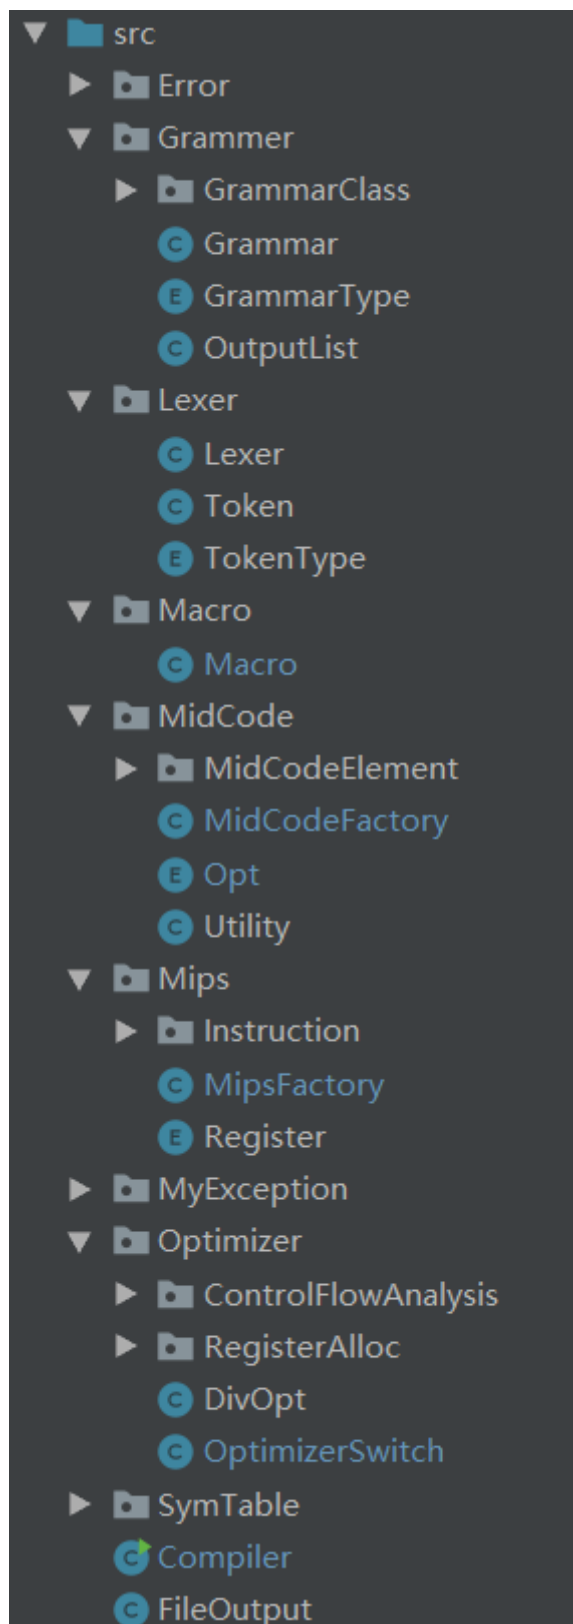 src
Error
Grammer
GrammarClass
Grammar
GrammarType
OutputList
Lexer
Lexer
Token
TokenType
Macro
Macro
MidCode
MidCodeElement
MidCodeFactory
Opt
Utility
Mips
Instruction
MipsFactory
Register
MyException
Optimizer
ControlFlowAnalysis
RegisterAlloc
DivOpt
OptimizerSwitch
SymTable
Compiler
FileOutput